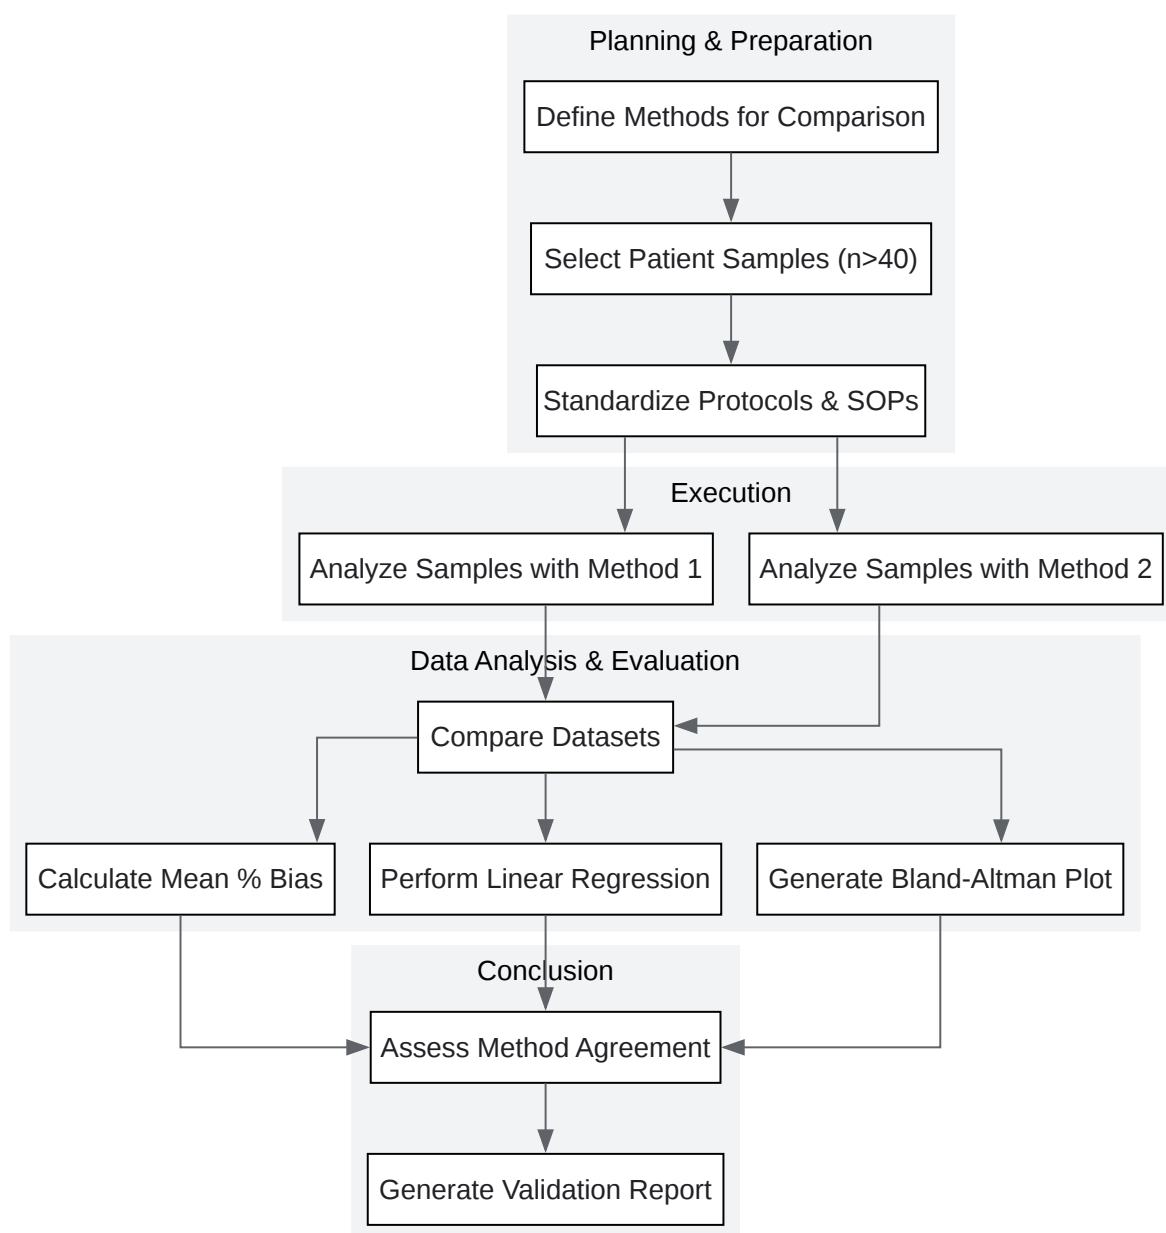 Planning & Preparation
Define Methods for Comparison
Select Patient Samples (n>40)
Standardize Protocols & SOPs
Execution
Analyze Samples with Method 1
Analyze Samples with Method 2
Data Analysis & Evaluation
Compare Datasets
Calculate Mean % Bias
Perform Linear Regression
Generate Bland-Altman Plot
Conclusion
Assess Method Agreement
Generate Validation Report